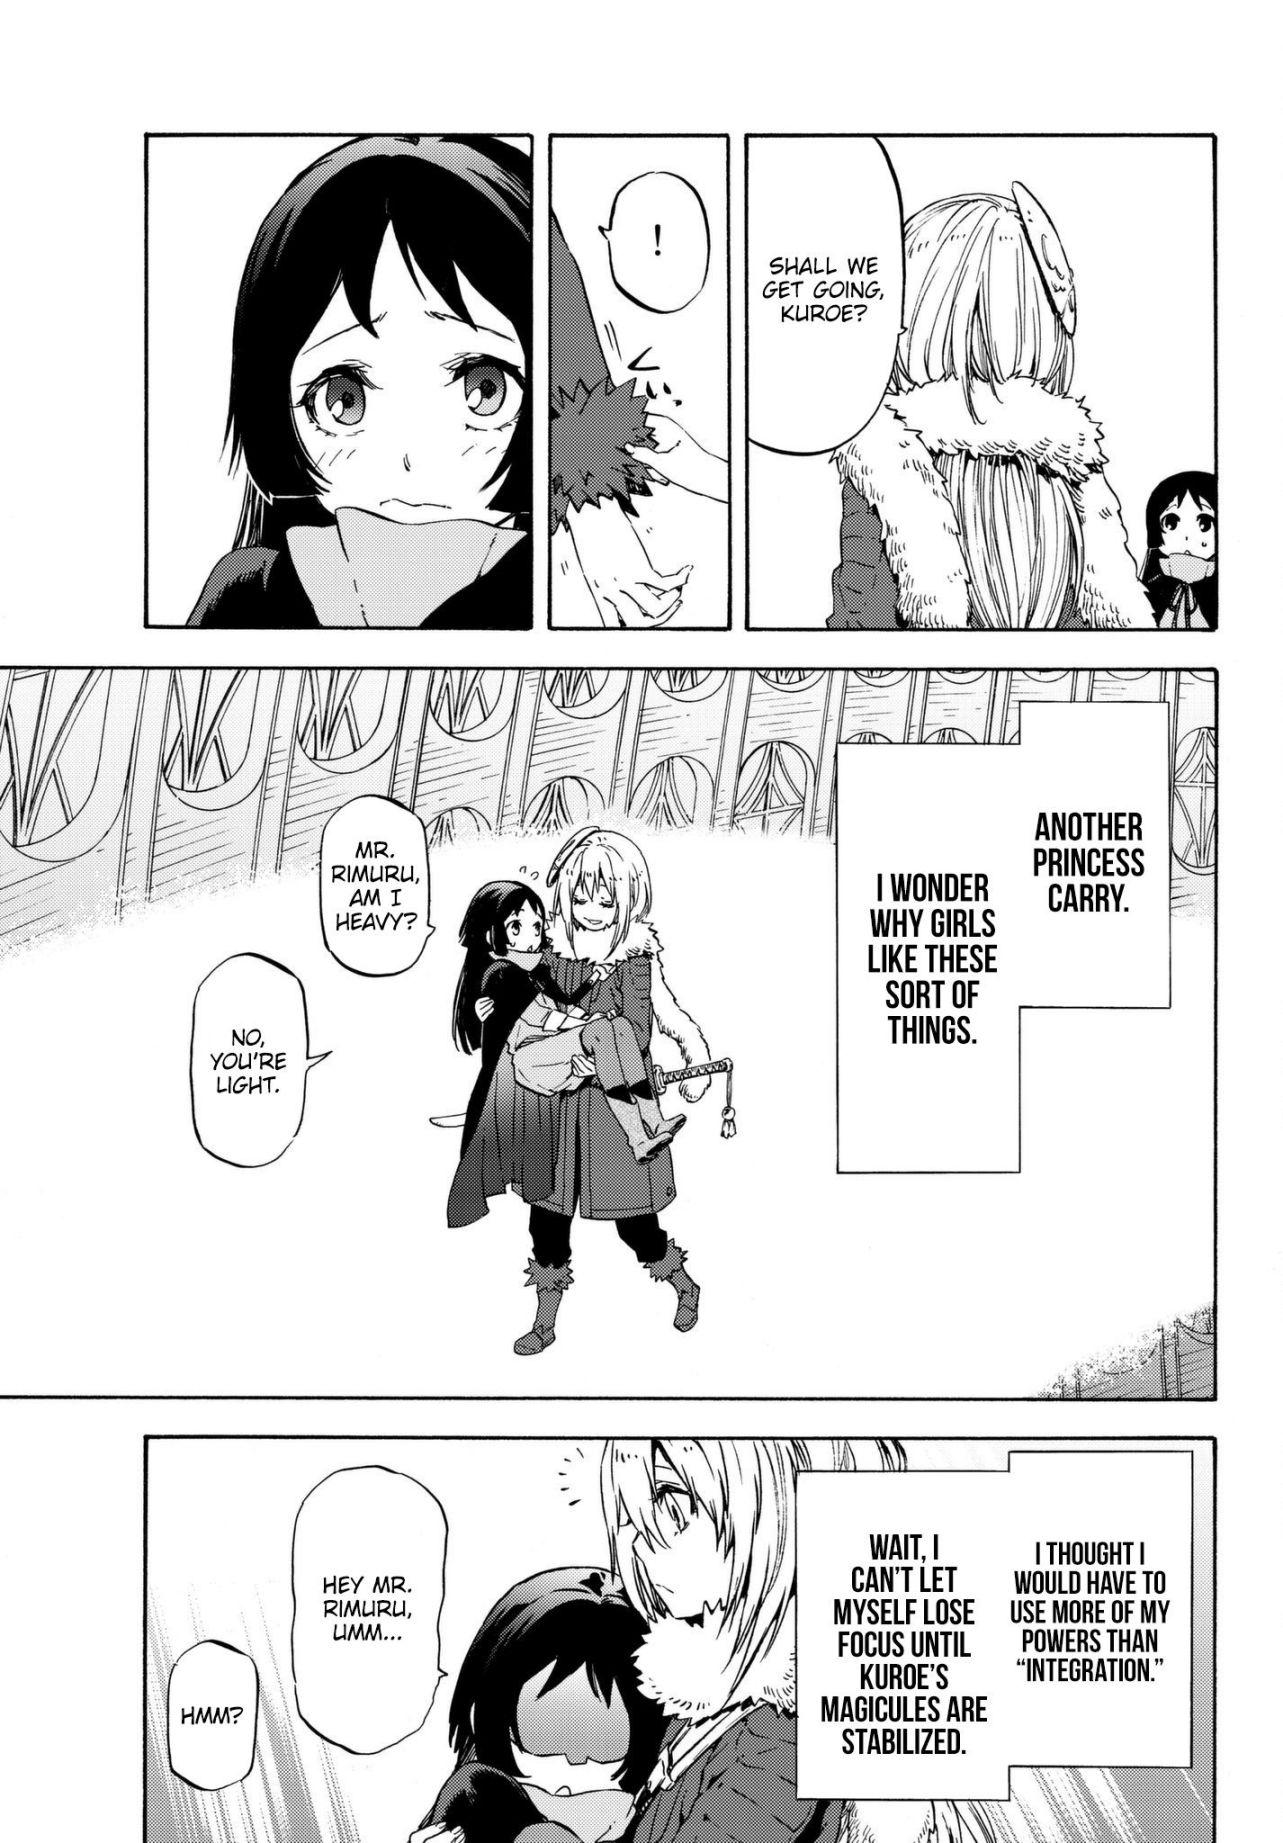 SHALL WE
GET GOING,
KUROE?
!
ANOTHER
PRINCESS
CARRY.
I WONDER
WHY GIRLS
LIKE THESE
SORT OF
THINGS.
MR.
RIMURU,
AM I
HEAVY?
NO,
YOU'RE
LIGHT.
I THOUGHT I
WOULD HAVE TO
USE MORE OF MY
POWERS THAN
"INTEGRATION."
WAIT, I
CAN'T LET
MYSELF LOSE
FOCUS UNTIL
KUROE'S
MAGICULES ARE
STABILIZED.
HEY MR.
RIMURU,
UMM...
HMM?